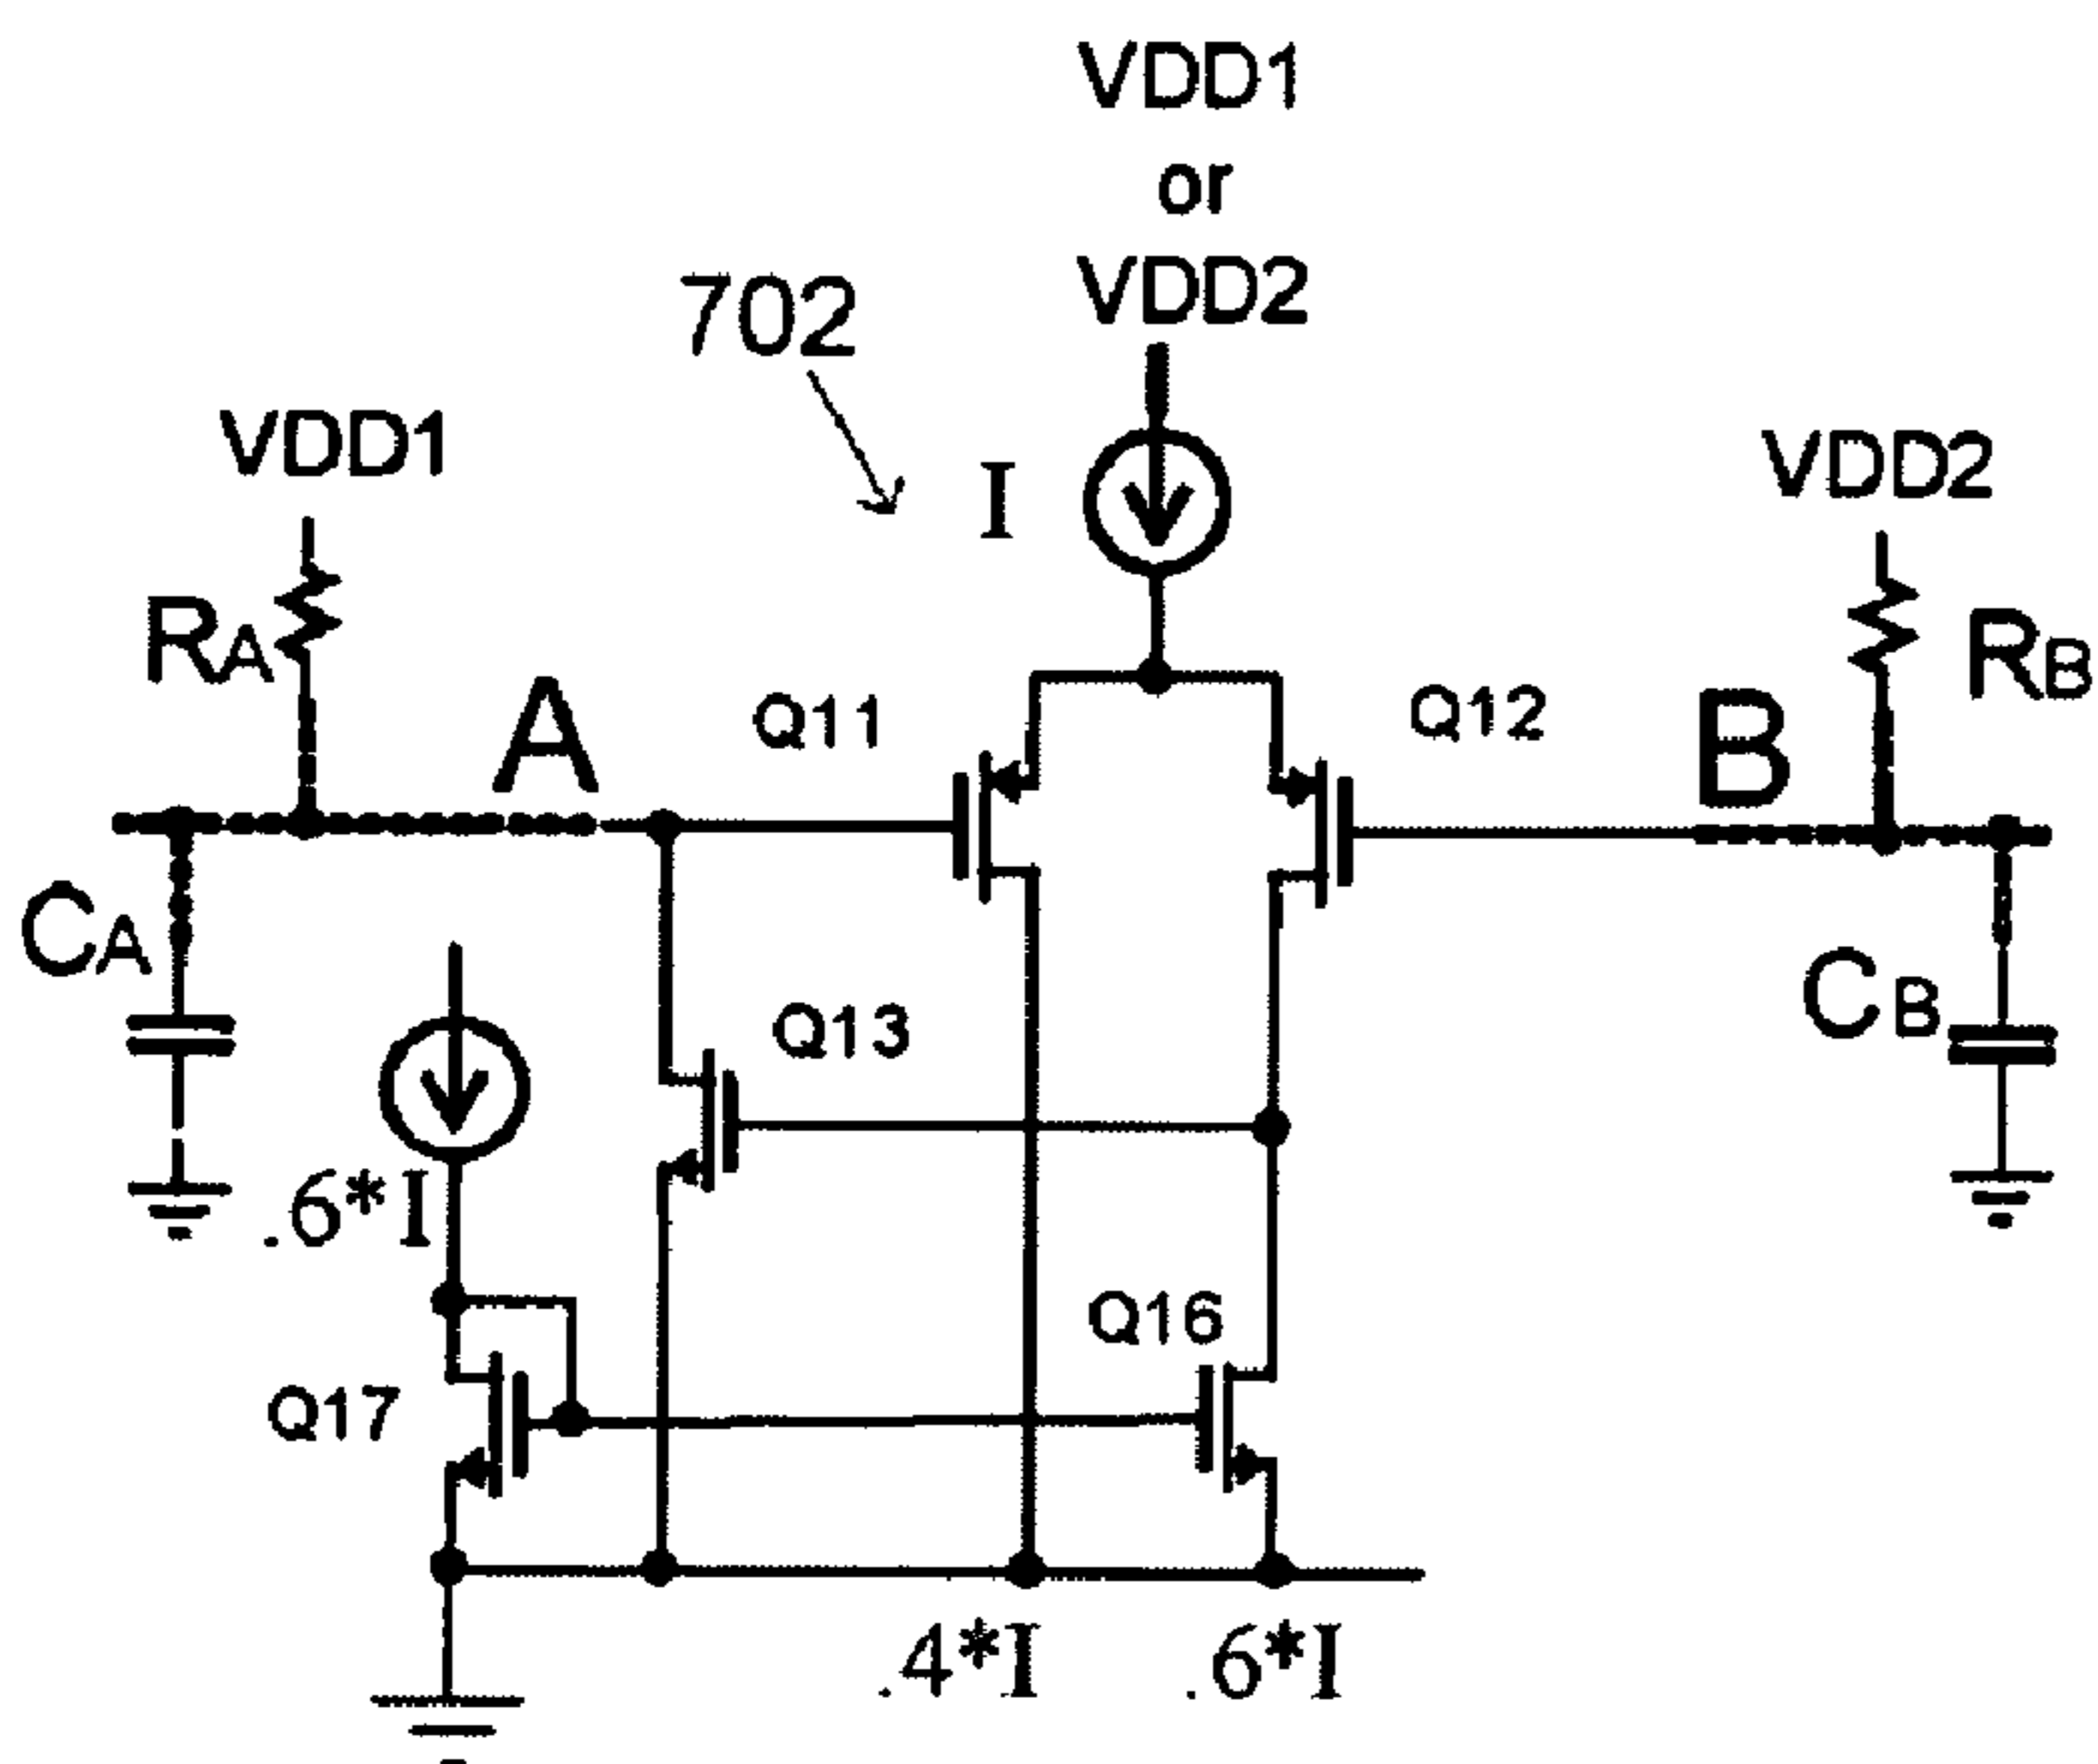 VDD1
or
VDD2
702
VDD1
I
VDD2
RA
A
Q11
Q12
B
RB
CA
Q13
CB
.6*I
Q16
Q17
.4*I
.6*I